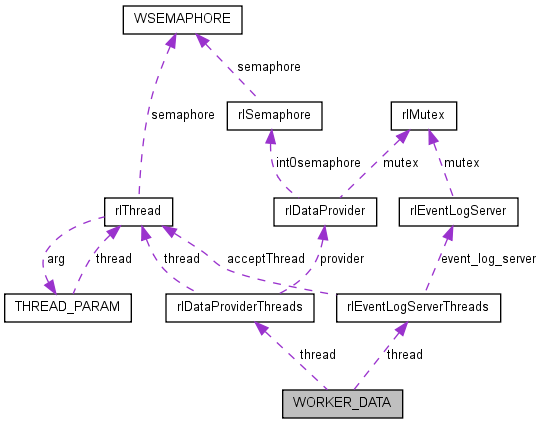 WSEMAPHORE
semaphore
rlSemaphore
rlMutex
semaphore
int0semaphore
mutex
mutex
rlThread
rlDataProvider
rlEventLogServer
arg
thread
thread
acceptThread
provider
event_log_server
THREAD_PARAM
rlDataProviderThreads
rlEventLogServerThreads
thread
thread
WORKER_DATA